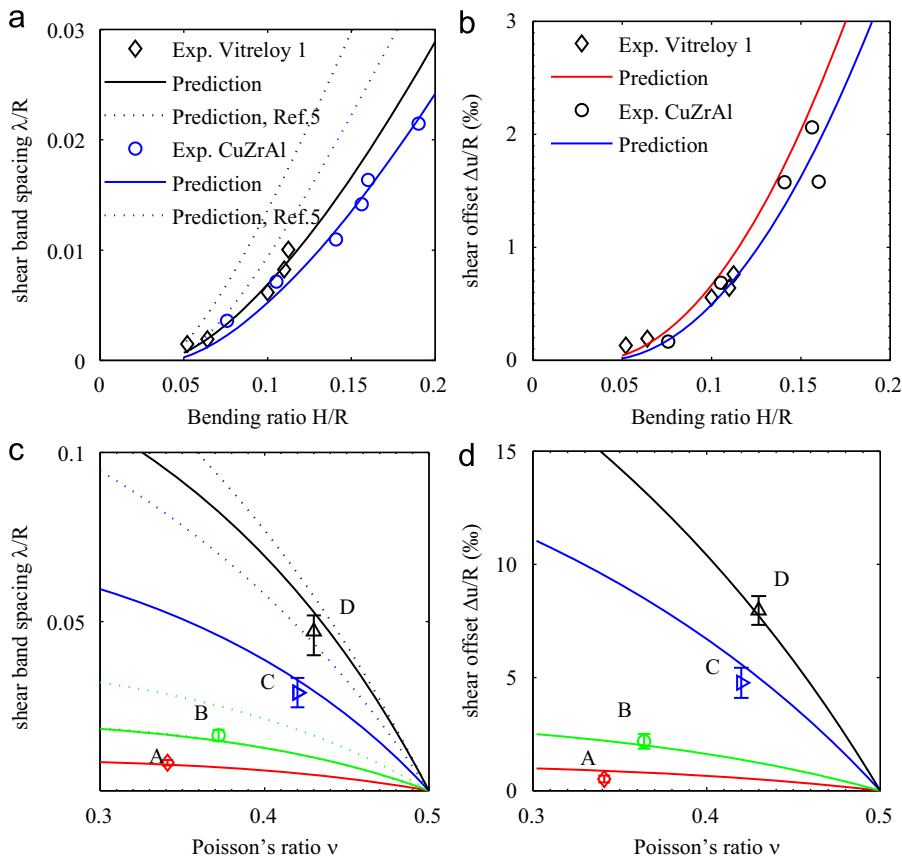 a
0.03
0.02
0.01
0
0
0.05
0.1
0.15
0.2
shear band spacing λ/R
Bending ratio H/R
Exp. Vitreloy 1
Prediction
Prediction, Ref.5
Exp. CuZrAl
Prediction
Prediction, Ref.5
b
3
2
1
0
0
0.05
0.1
0.15
0.2
shear offset Δu/R (‰)
Bending ratio H/R
Exp. Vitreloy 1
Prediction
Exp. CuZrAl
Prediction
c
0.1
0.05
0.3
0.4
0.5
shear band spacing λ/R
Poisson's ratio ν
A
B
C
D
d
15
10
5
0
0.3
0.4
0.5
shear offset Δu/R (‰)
Poisson's ratio ν
A
B
C
D